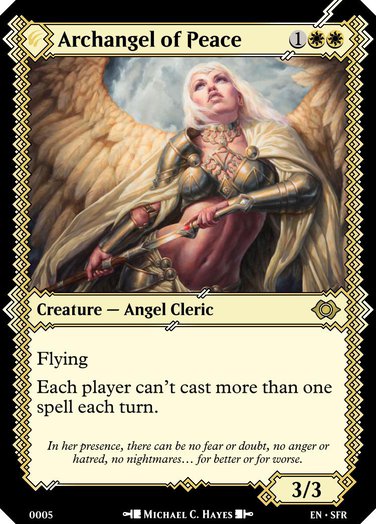 Archangel of Peace 1
Creature — Angel Cleric
Flying
Each player can't cast more than one
spell each turn.
In her presence, there can be no fear or doubt, no anger or
hatred, no nightmares… for better or for worse.
3/3
0005 Michael C. Hayes EN • SFR